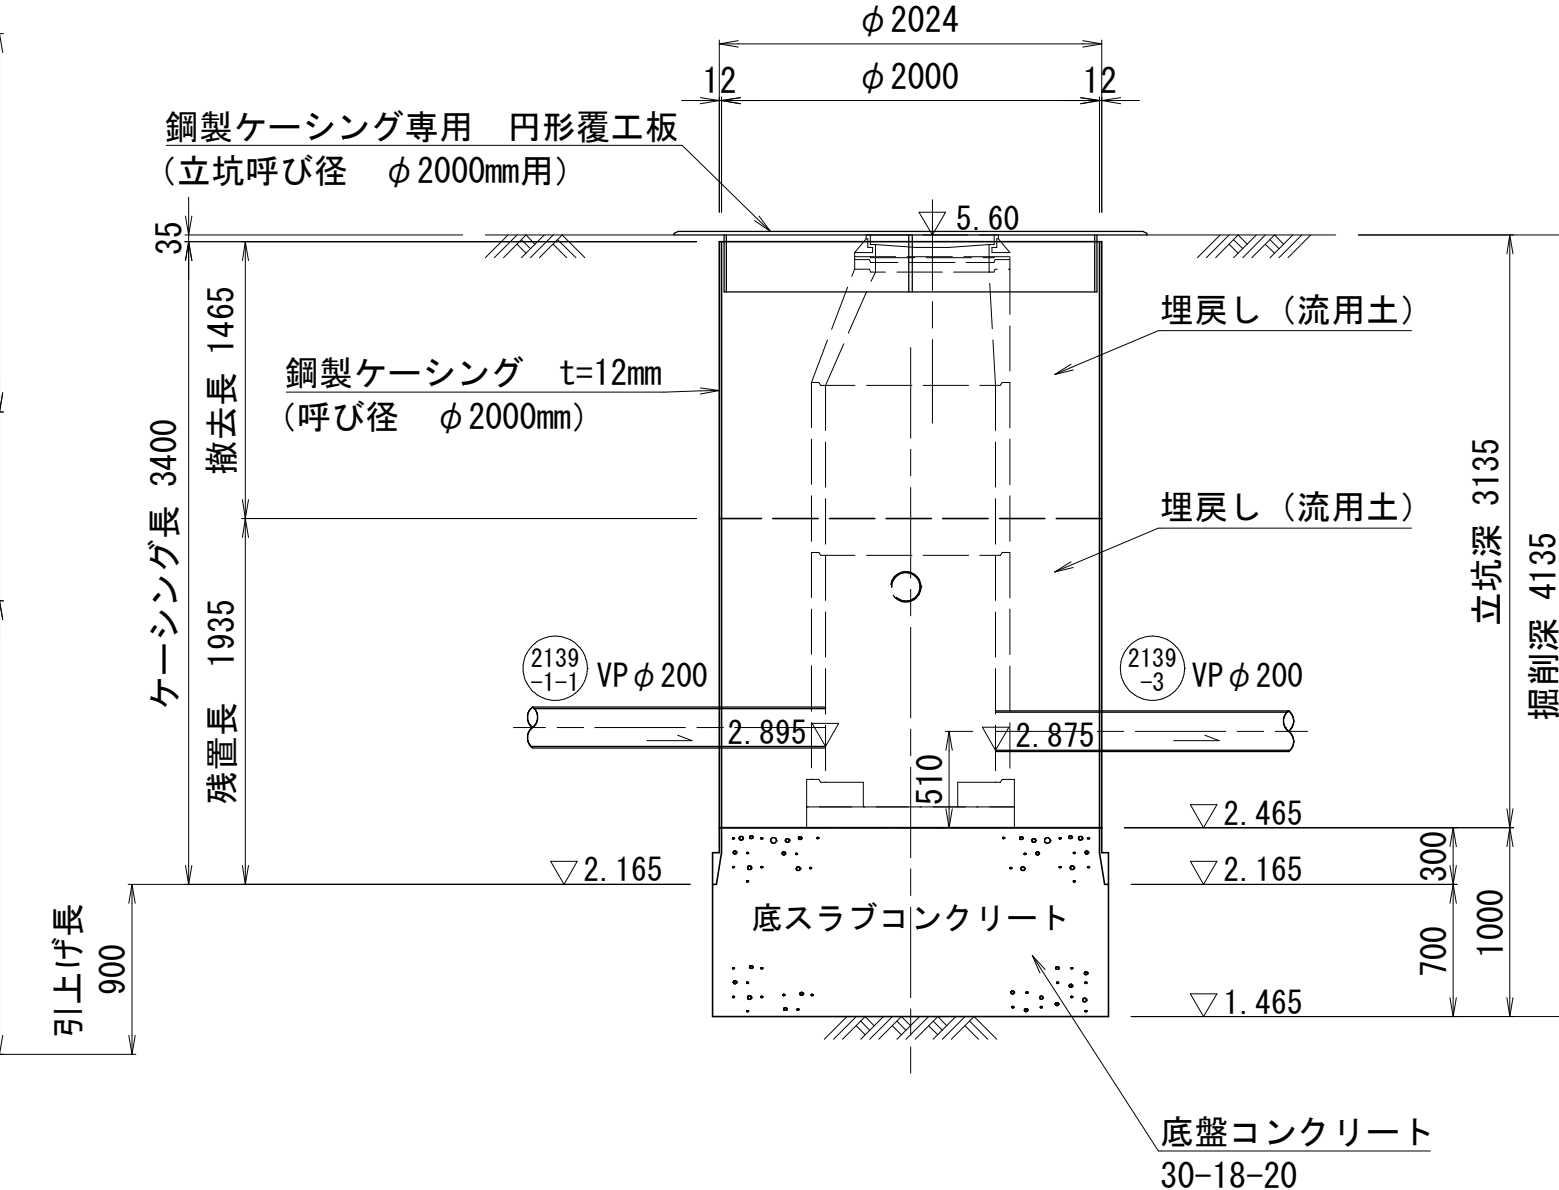 φ2024
12
φ2000
12
鋼製ケーシング専用　円形覆工板
(立坑呼び径　φ2000mm用)
5.60
35
撤去長 1465
埋戻し（流用土）
鋼製ケーシング　t=12mm
(呼び径　φ2000mm)
ケーシング長 3400
埋戻し（流用土）
立坑深 3135
掘削深 4135
残置長 1935
2139
-1-1
VPφ200
2139
-3
VPφ200
2.895
2.875
510
2.465
2.165
300
2.165
底スラブコンクリート
引上げ長
900
700
1000
1.465
底盤コンクリート
30-18-20